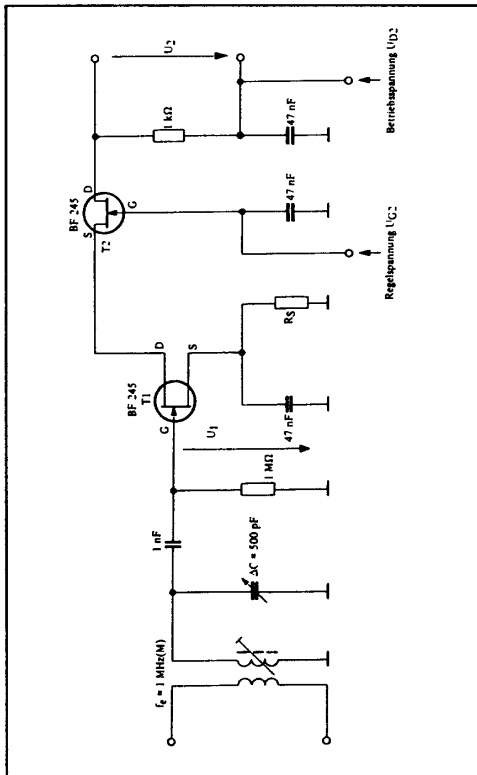 fe = 1 MHz(M)
ΔC = 500 pF
1 nF
1 MΩ
U1
G
BF 245
T1
D
S
47 nF
RS
BF 245
T2
S
D
G
47 nF
Regelspannung UG2
1 kΩ
47 nF
U2
Betriebsspannung UD2